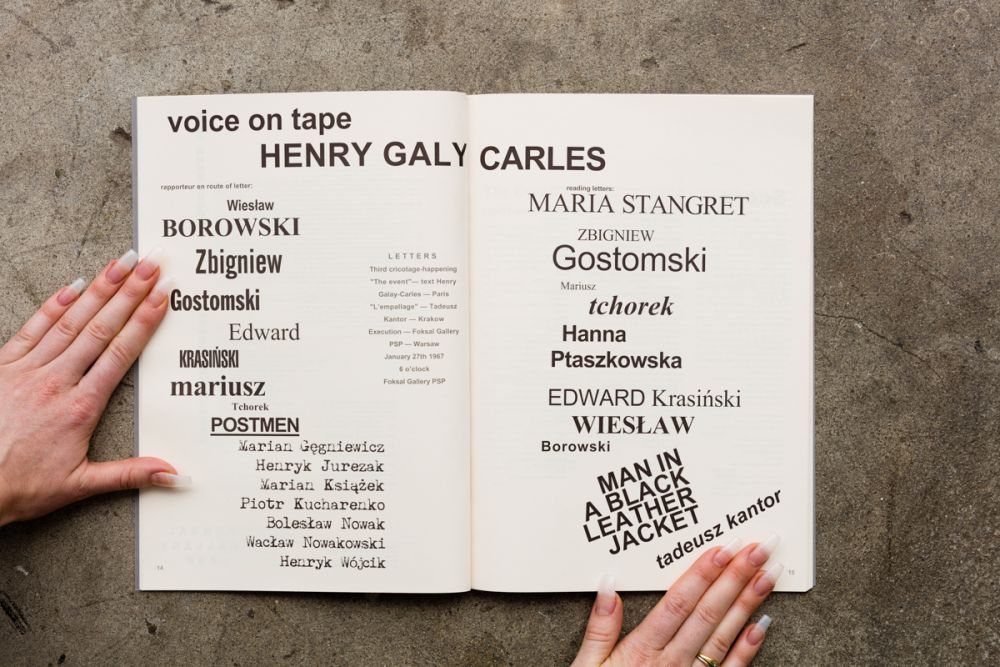 voice on tape
HENRY GALY CARLES
rapporteur en route of letter:
Wiesław
BOROWSKI
Zbigniew
Gostomski
Edward
KRASIŃSKI
mariusz
Tchorek
POSTMEN
Marian Gęgniewicz
Henryk Jurezak
Marian Książek
Piotr Kucharenko
Bolesław Nowak
Wacław Nowakowski
Henryk Wójcik
LETTERS
Third cricotage-happening
"The event"— text Henry
Galay-Carles — Paris
"L'empallage" — Tadeusz
Kantor — Krakow
Execution — Foksal Gallery
PSP — Warsaw
January 27th 1967
6 o'clock
Foksal Gallery PSP
14
reading letters:
MARIA STANGRET
ZBIGNIEW
Gostomski
Mariusz
tchorek
Hanna
Ptaszkowska
EDWARD Krasiński
WIESŁAW
Borowski
MAN IN
A BLACK
LEATHER
JACKET
tadeusz kantor
15